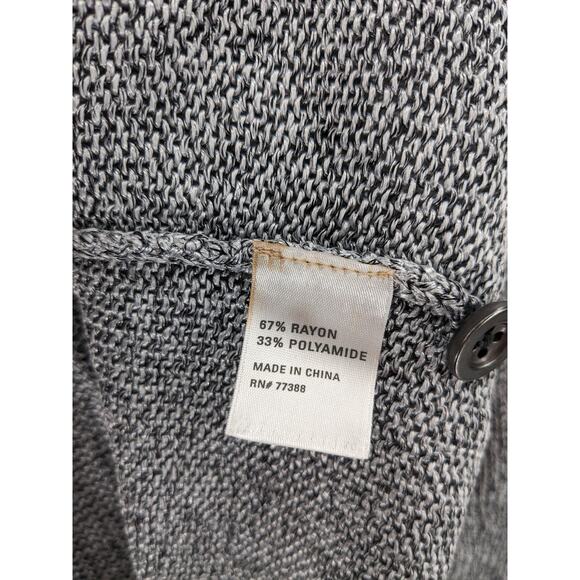 67% RAYON
33% POLYAMIDE
MADE IN CHINA
RN# 77388